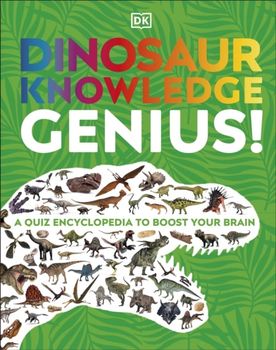 DK
DINOSAUR
KNOWLEDGE
GENIUS!
A QUIZ ENCYCLOPEDIA TO BOOST YOUR BRAIN